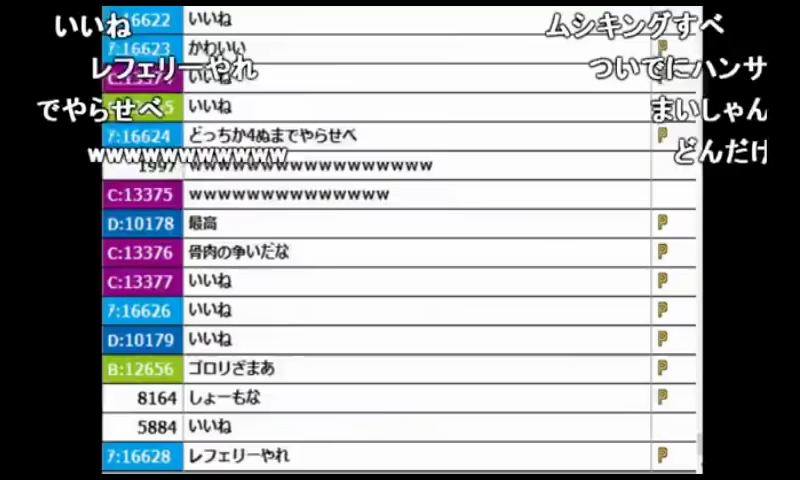 7:16622 いいね
いいね
ムシキングすべ
7:16623 かわいい P
レフェリーやれ
ついでにハンサ
いいね
でやらせべ
いいね
まいしゃん
7:16624 どっちか4ぬまでやらせべ P
wwwwwwwwwww
どんだけ
1997 wwwwwwwwwwwwwwwww
C:13375 wwwwwwwwwwwwww
D:10178 最高 P
C:13376 骨肉の争いだな P
C:13377 いいね P
ｱ:16626 いいね P
D:10179 いいね P
B:12656 ゴロリざまあ P
8164 しょーもな P
5884 いいね
ｱ:16628 レフェリーやれ P